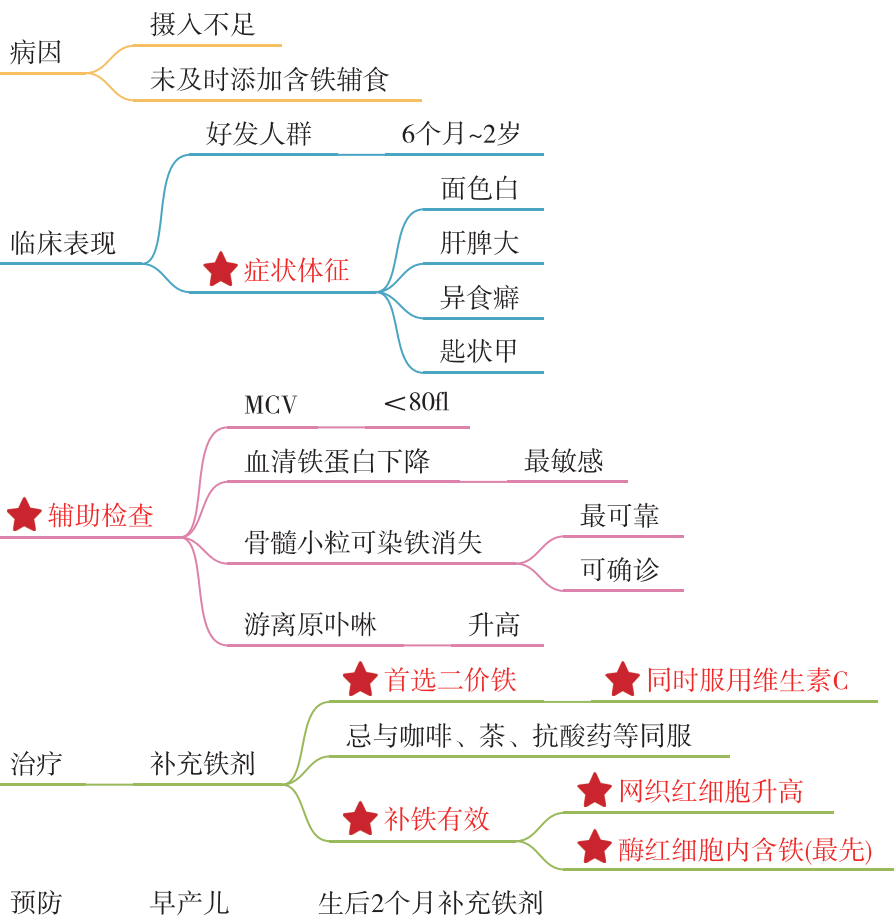 病因
摄入不足
未及时添加含铁辅食
临床表现
好发人群
6个月~2岁
症状体征
面色白
肝脾大
异食癖
匙状甲
辅助检查
MCV
<80fl
血清铁蛋白下降
最敏感
骨髓小粒可染铁消失
最可靠
可确诊
游离原卟啉
升高
治疗
补充铁剂
首选二价铁
同时服用维生素C
忌与咖啡、茶、抗酸药等同服
补铁有效
网织红细胞升高
酶红细胞内含铁(最先)
预防
早产儿
生后2个月补充铁剂